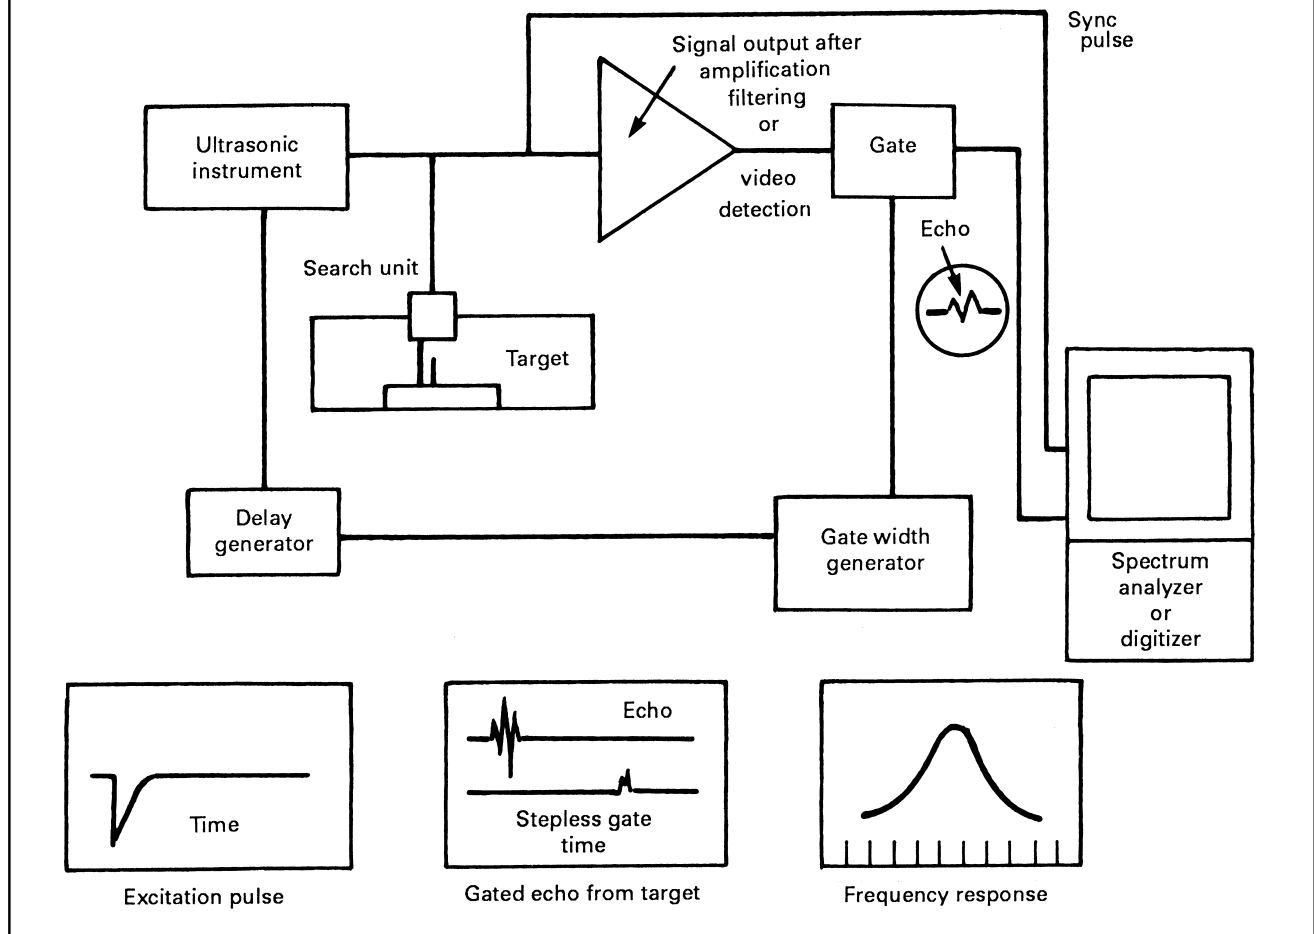 Sync
pulse
Signal output after
amplification
filtering
or
video
detection
Ultrasonic
instrument
Gate
Echo
Search unit
Target
Delay
generator
Gate width
generator
Spectrum
analyzer
or
digitizer
Time
Excitation pulse
Echo
Stepless gate
time
Gated echo from target
Frequency response